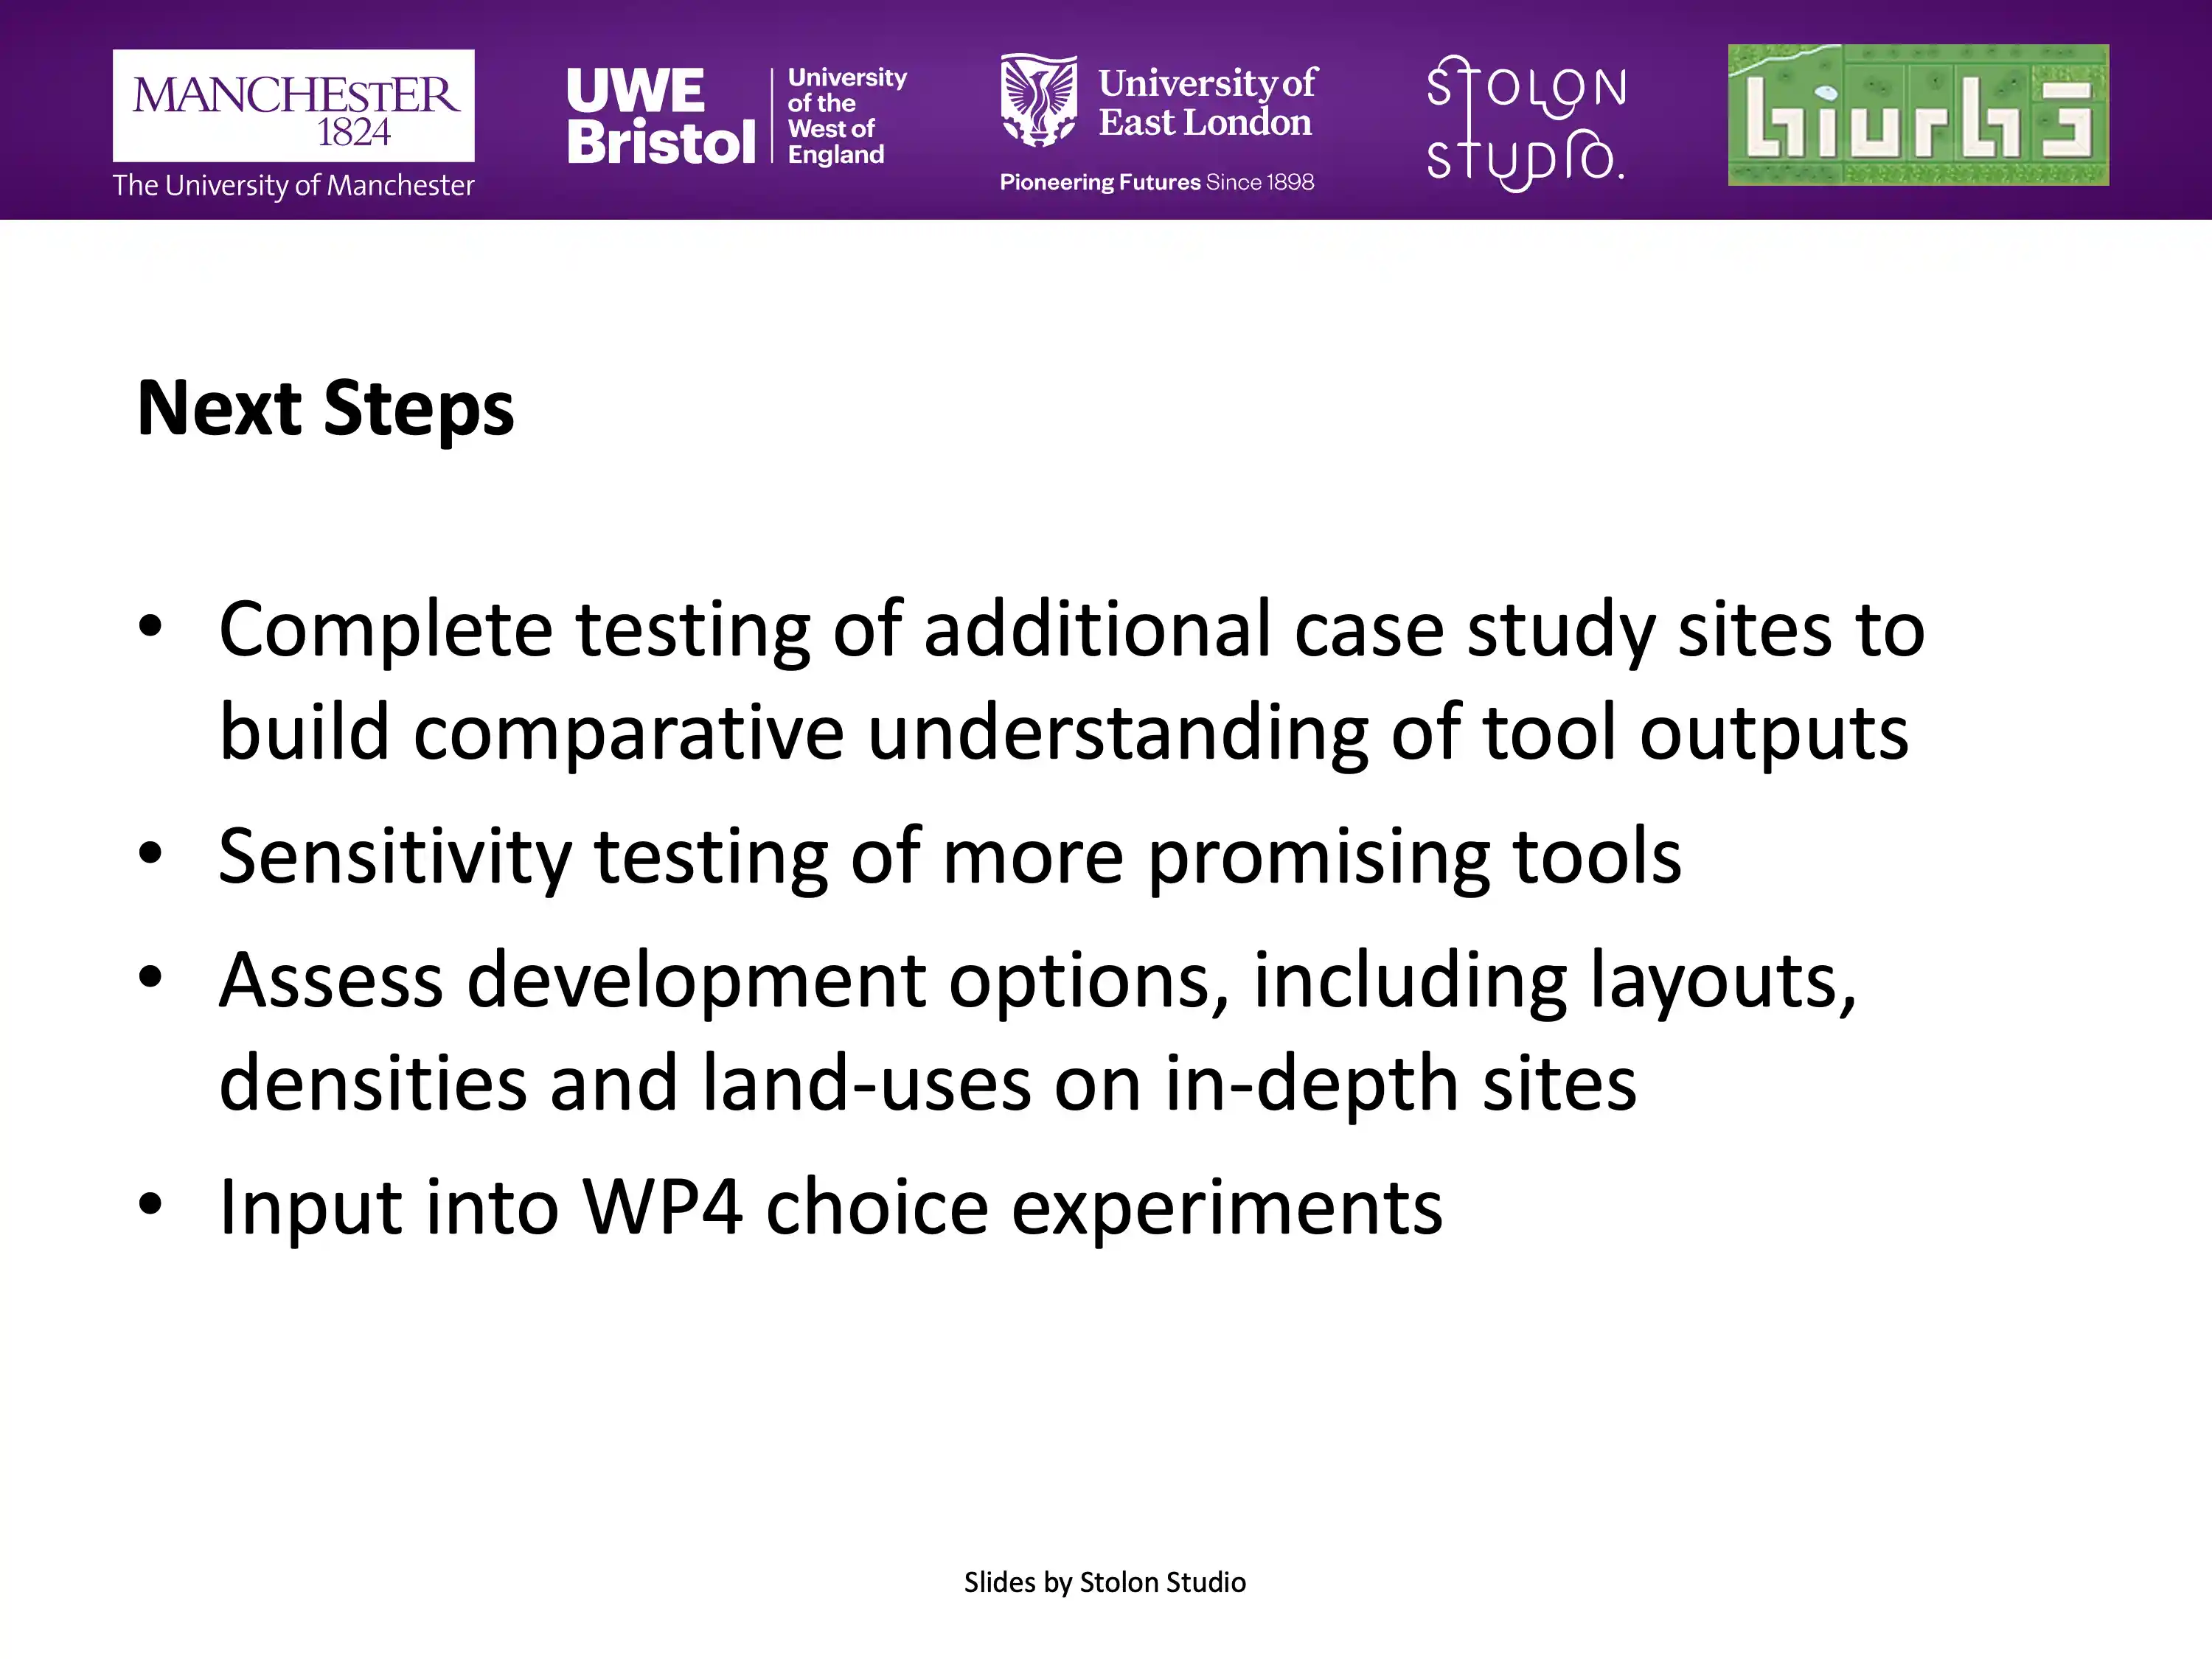 MANCHESTER
1824
The University of Manchester
UWE
Bristol
University
of the
West of
England
University of
East London
Pioneering Futures Since 1898
STOLON
STUDIO.
Next Steps
• Complete testing of additional case study sites to
build comparative understanding of tool outputs
• Sensitivity testing of more promising tools
• Assess development options, including layouts,
densities and land-uses on in-depth sites
• Input into WP4 choice experiments
Slides by Stolon Studio